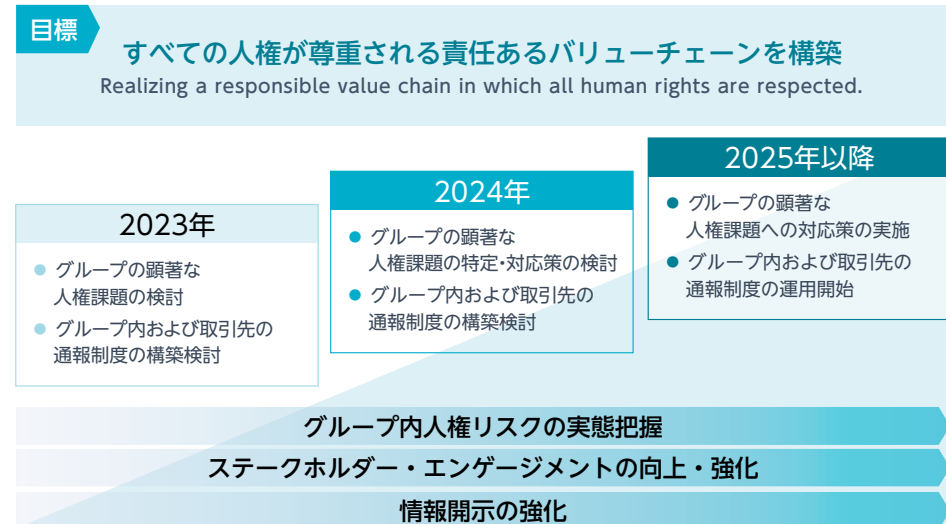 目標
すべての人権が尊重される責任あるバリューチェーンを構築
Realizing a responsible value chain in which all human rights are respected.
2023年
● グループの顕著な
人権課題の検討
● グループ内および取引先の
通報制度の構築検討
2024年
● グループの顕著な
人権課題の特定・対応策の検討
● グループ内および取引先の
通報制度の構築検討
2025年以降
● グループの顕著な
人権課題への対応策の実施
● グループ内および取引先の
通報制度の運用開始
グループ内人権リスクの実態把握
ステークホルダー・エンゲージメントの向上・強化
情報開示の強化